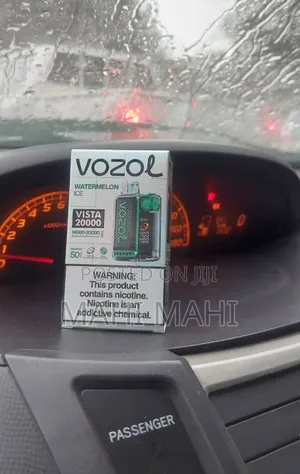 VOZOL
WATERMELON
ICE
VISTA
20000
VOZOL
WARNING:
This product
contains nicotine.
Nicotine is an
addictive chemical.
POSTED ON JIJI
MAHI MAHI
PASSENGER